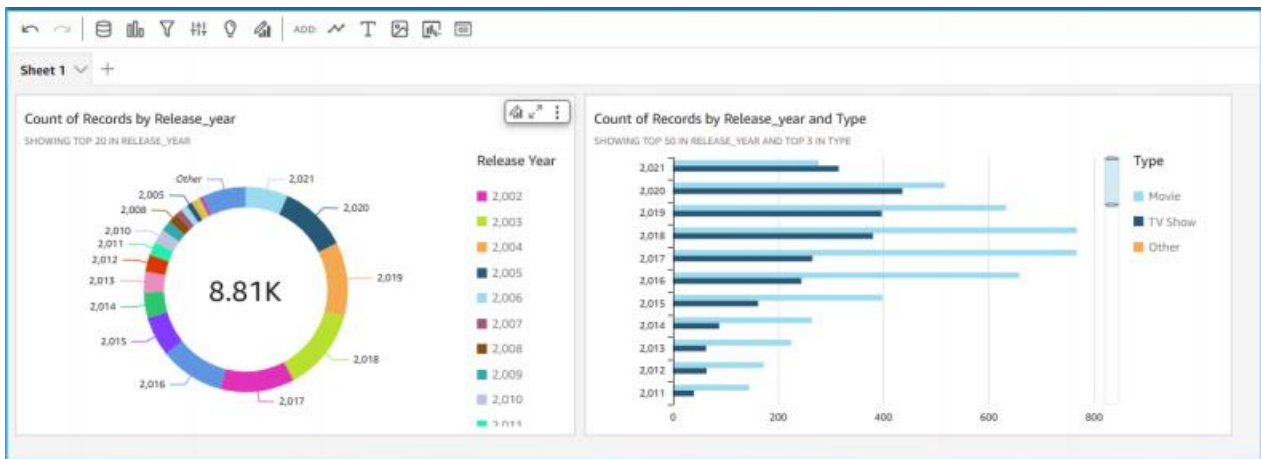 ADD:
Sheet 1
Count of Records by Release_year
SHOWING TOP 20 IN RELEASE_YEAR
Other
2,021
2,005
2,020
2,008
2,010
2,011
2,012
2,019
2,013
8.81K
2,014
2,015
2,018
2,016
2,017
Release Year
2,002
2,003
2,004
2,005
2,006
2,007
2,008
2,009
2,010
2,011
Count of Records by Release_year and Type
SHOWING TOP 50 IN RELEASE_YEAR AND TOP 3 IN TYPE
2,021
2,020
2,019
2,018
2,017
2,016
2,015
2,014
2,013
2,012
2,011
0 200 400 600 800
Type
Movie
TV Show
Other